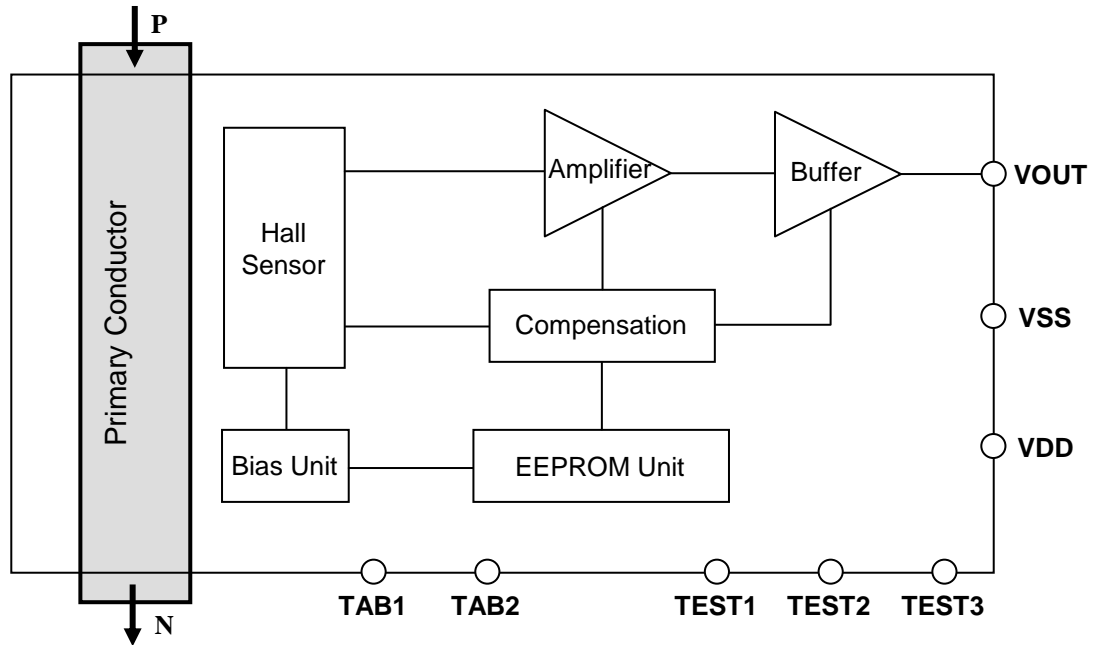 P
Primary Conductor
N
Hall
Sensor
Amplifier
Buffer
Compensation
Bias Unit
EEPROM Unit
VOUT
VSS
VDD
TAB1
TAB2
TEST1
TEST2
TEST3